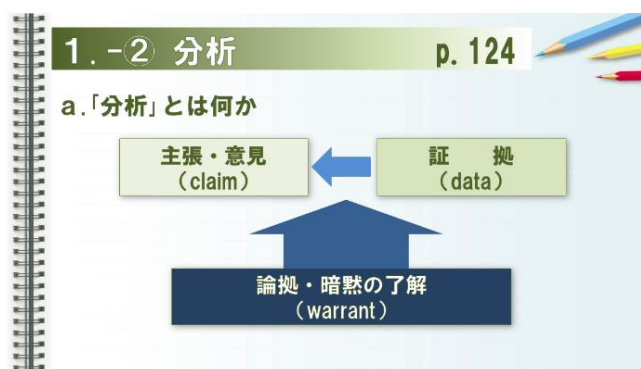 1.-② 分析 p.124
a.「分析」とは何か
主張・意見
(claim)
証 拠
(data)
論拠・暗黙の了解
(warrant)